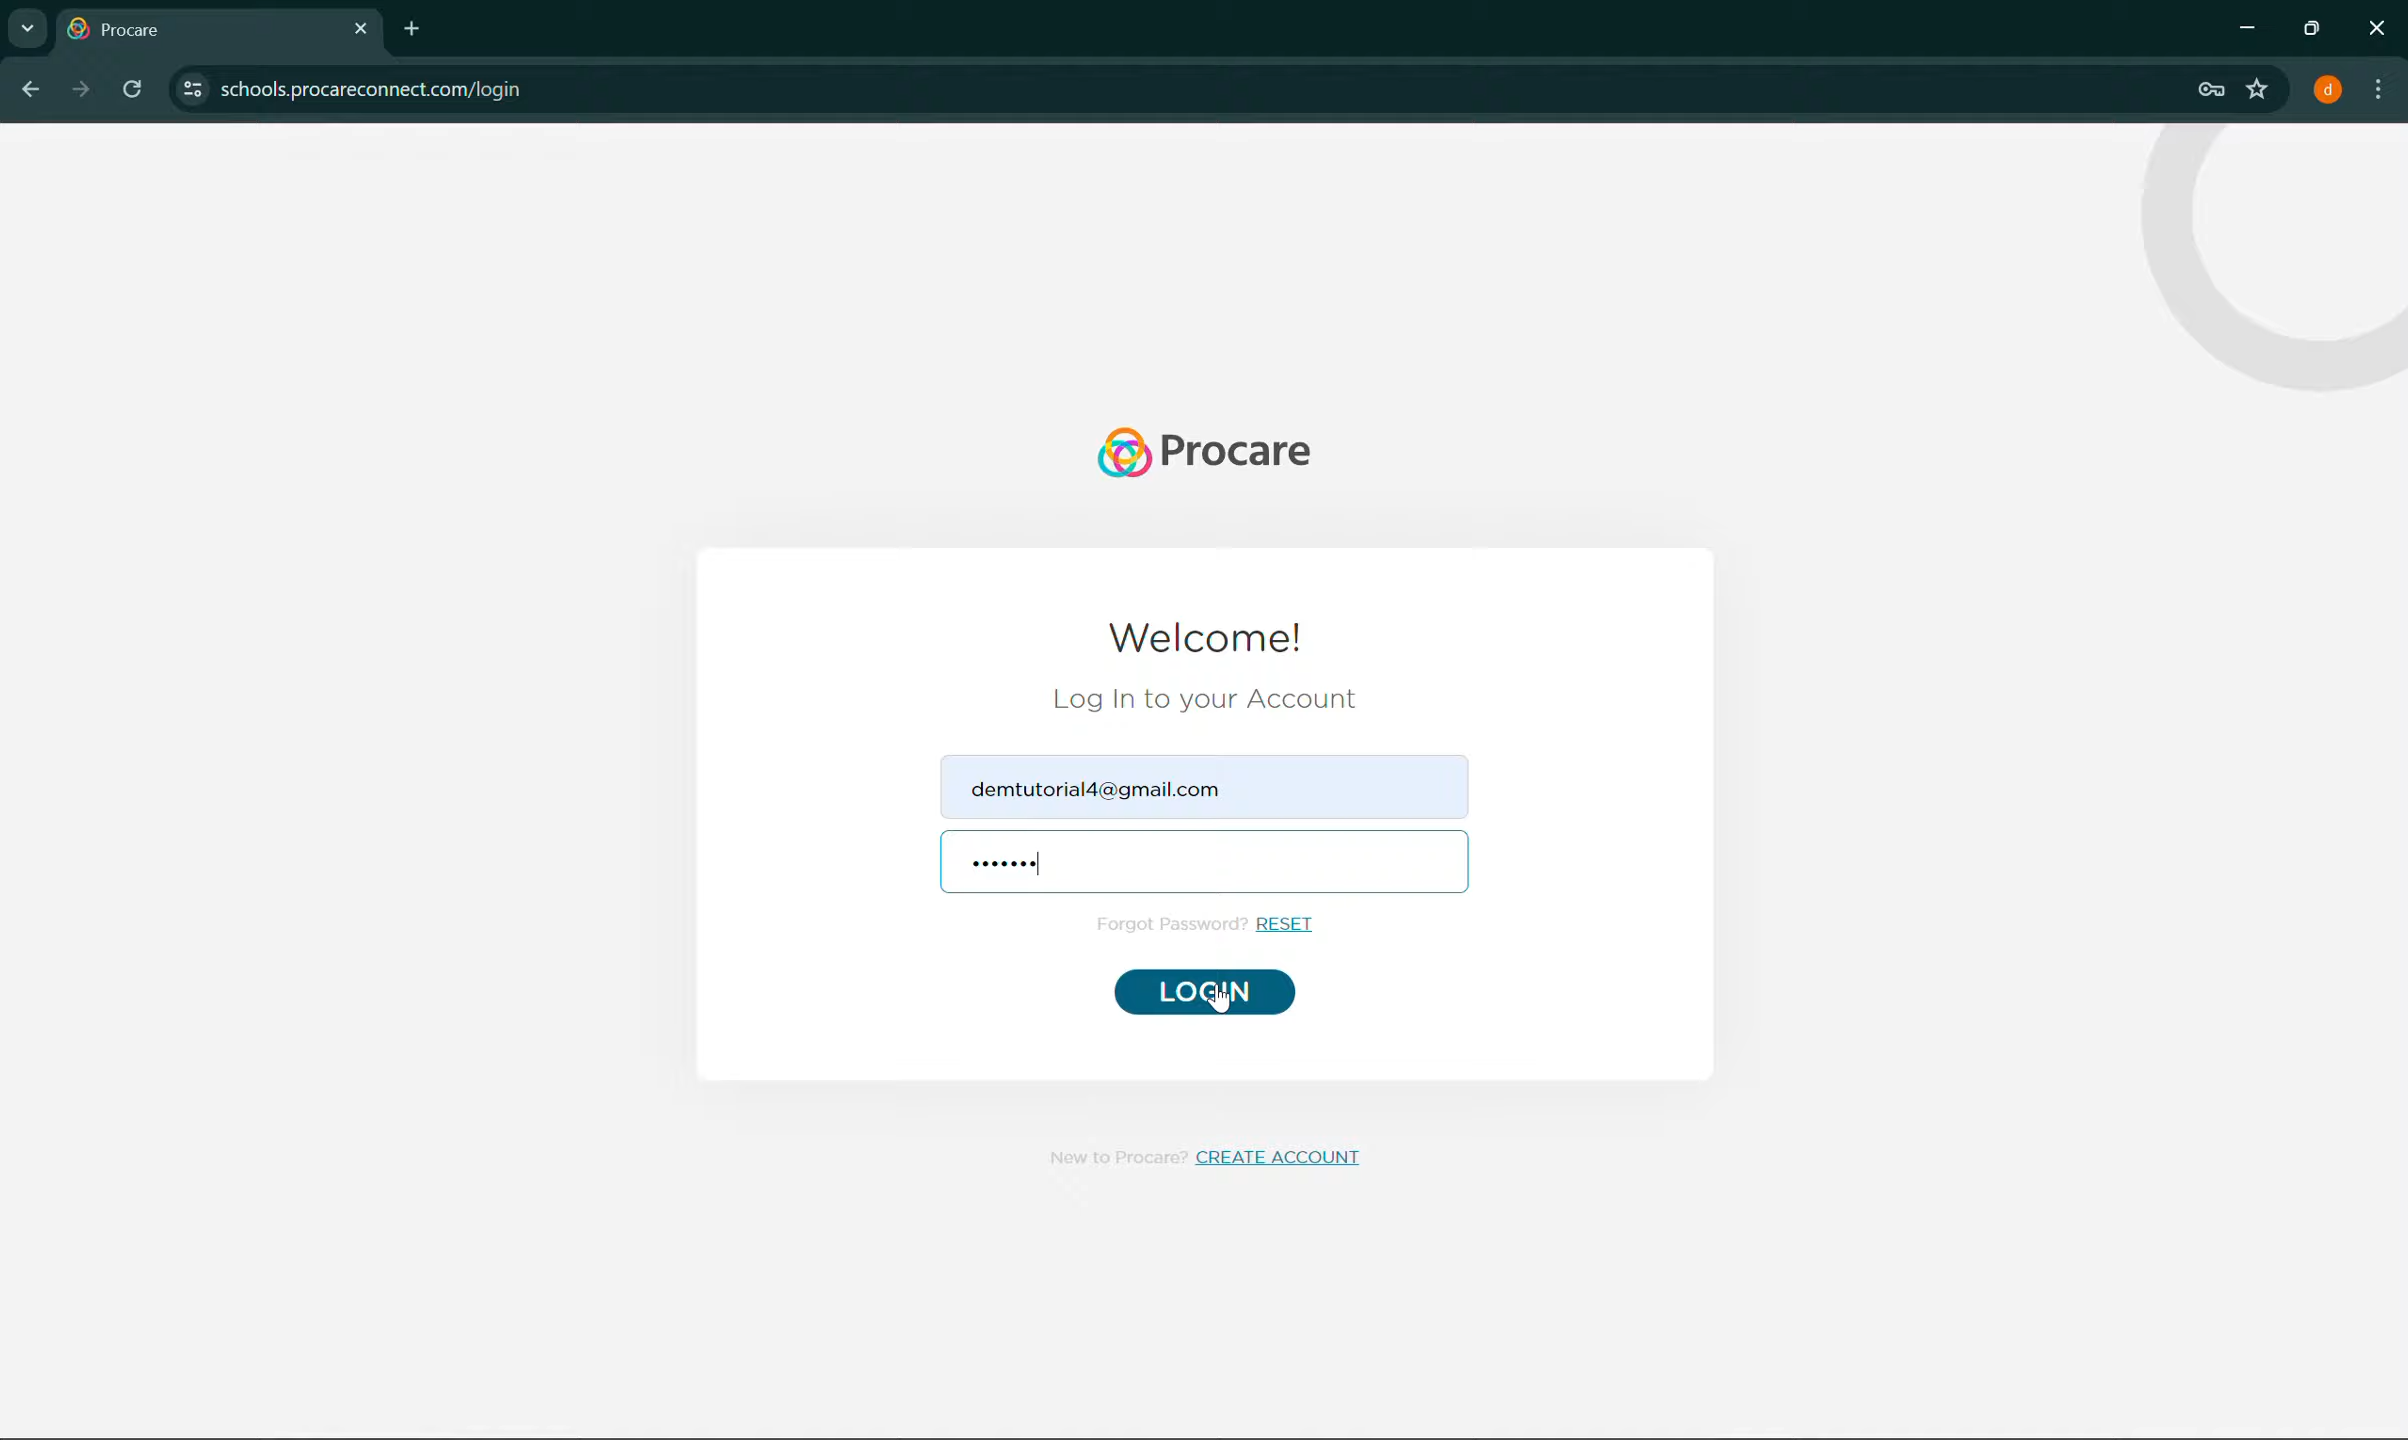 Procare
schools.procareconnect.com/login
d
Procare
Welcome!
Log In to your Account
demtutorial4@gmail.com
•••••••
Forgot Password? RESET
LOGIN
New to Procare? CREATE ACCOUNT